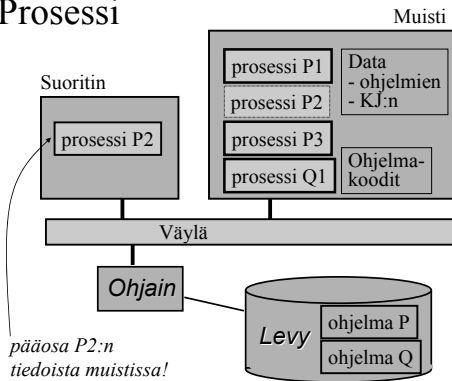 Prosessi
Muisti
Suoritin
prosessi P2
prosessi P1
prosessi P2
prosessi P3
prosessi Q1
Data
- ohjelmien
- KJ:n
Ohjelma-
koodit
Väylä
Ohjain
Levy
ohjelma P
ohjelma Q
pääosa P2:n
tiedoista muistissa!